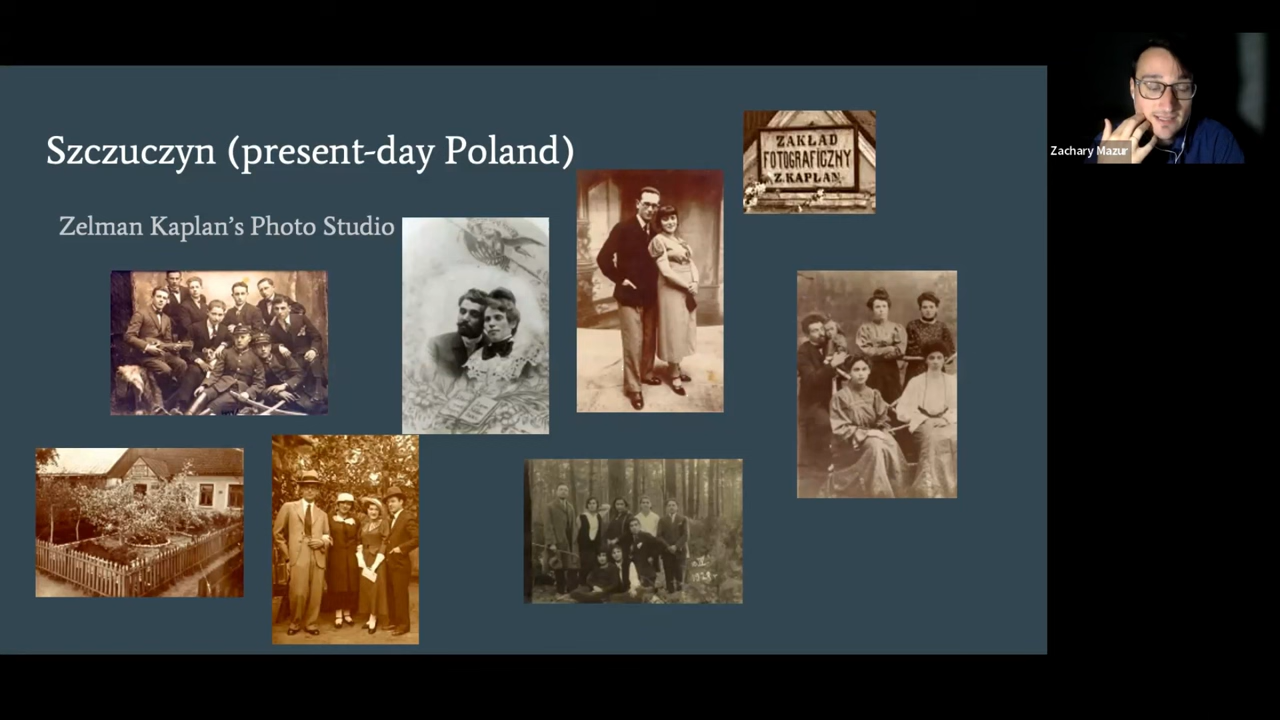 Szczuczyn (present-day Poland)
Zelman Kaplan's Photo Studio
ZAKŁAD
FOTOGRAFICZNY
Z. KAPLAN.
Zachary Mazur